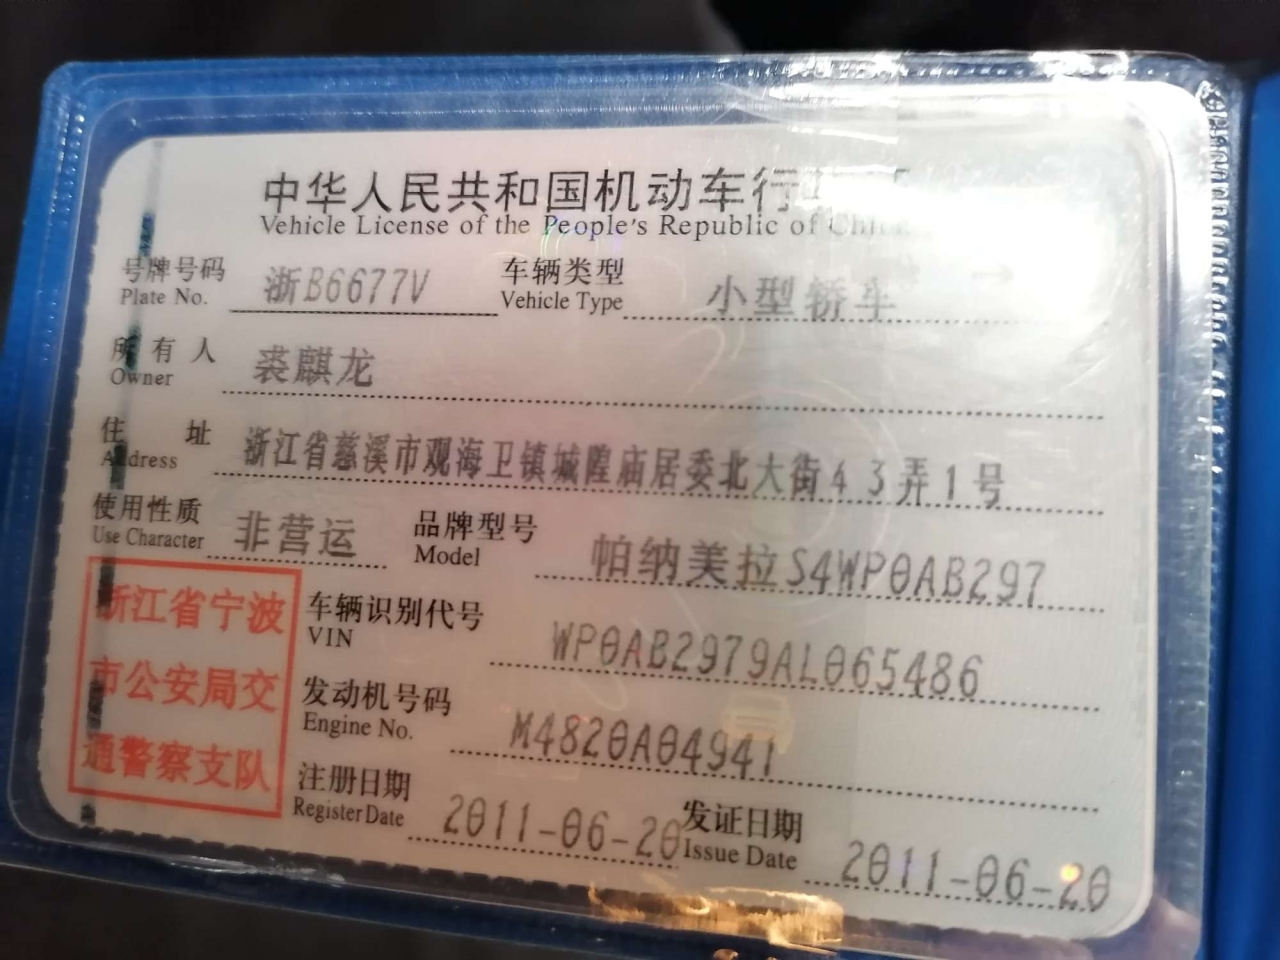 中华人民共和国机动车行
Vehicle License of the People's Republic of China
号牌号码 浙B6677V 车辆类型 小型轿车
Plate No. Vehicle Type
所有人 裘麒龙
Owner
住址 浙江省慈溪市观海卫镇城隍庙居委北大街43弄1号
Address
使用性质 非营运 品牌型号 帕纳美拉S4WP0AB297
Use Character Model
浙江省宁波
市公安局交
通警察支队
车辆识别代号 WP0AB2979AL065486
VIN
发动机号码 M4820A04941
Engine No.
注册日期 2011-06-20 发证日期 2011-06-20
Register Date Issue Date